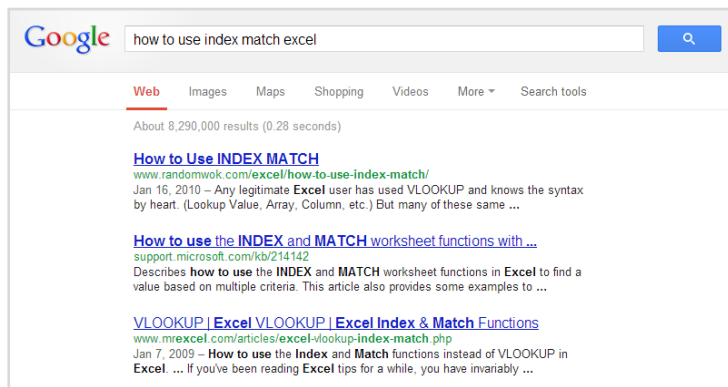 Google how to use index match excel
Web Images Maps Shopping Videos More Search tools
About 8,290,000 results (0.28 seconds)
How to Use INDEX MATCH
www.randomwok.com/excel/how-to-use-index-match/
Jan 16, 2010 – Any legitimate Excel user has used VLOOKUP and knows the syntax
by heart. (Lookup Value, Array, Column, etc.) But many of these same ...
How to use the INDEX and MATCH worksheet functions with ...
support.microsoft.com/kb/214142
Describes how to use the INDEX and MATCH worksheet functions in Excel to find a
value based on multiple criteria. This article also provides some examples to ...
VLOOKUP | Excel VLOOKUP | Excel Index & Match Functions
www.mrexcel.com/articles/excel-vlookup-index-match.php
Jan 7, 2009 – How to use the Index and Match functions instead of VLOOKUP in
Excel. ... If you've been reading Excel tips for a while, you have invariably ...